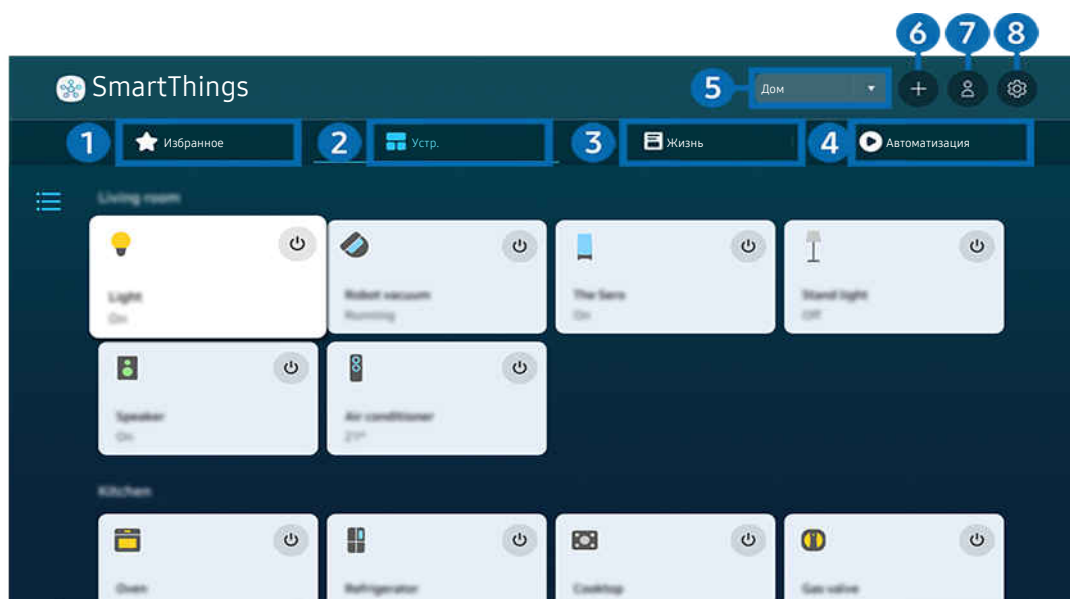 6 7 8
SmartThings
5 Дом
1 Избранное 2 Устр. 3 Жизнь 4 Автоматизация
Living room
Light
On
Robot vacuum
Running
The Sero
On
Stand light
Off
Speaker
On
Air conditioner
Kitchen
Oven
Refrigerator
Cooktop
Gas valve